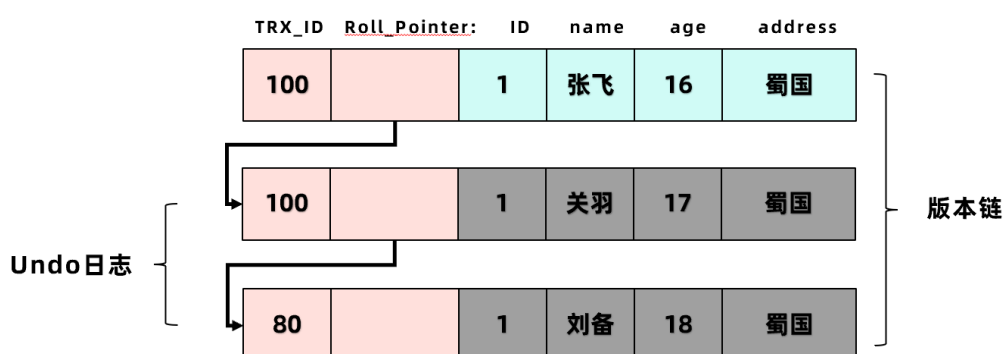 TRX_ID Roll_Pointer: ID name age address
100 1 张飞 16 蜀国
100 1 关羽 17 蜀国
版本链
Undo日志
80 1 刘备 18 蜀国